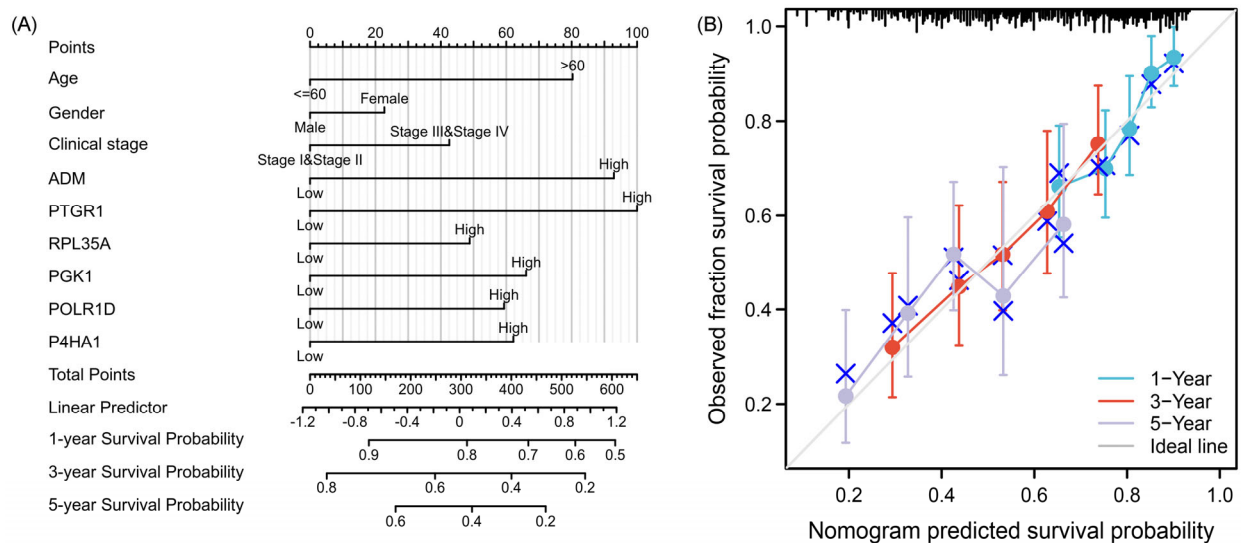 (A)
0 20 40 60 80 100
Points
>60
Age
<=60
Female
Gender
Male
Stage III&Stage IV
Clinical stage
Stage I&Stage II
High
ADM
Low
High
PTGR1
Low
High
RPL35A
Low
High
PGK1
Low
High
POLR1D
Low
High
P4HA1
Low
Total Points
0 100 200 300 400 500 600
Linear Predictor
-1.2 -0.8 -0.4 0 0.4 0.8 1.2
1-year Survival Probability
0.9 0.8 0.7 0.6 0.5
3-year Survival Probability
0.8 0.6 0.4 0.2
5-year Survival Probability
0.6 0.4 0.2
(B)
Observed fraction survival probability
1.0
0.8
0.6
0.4
0.2
1-Year
3-Year
5-Year
Ideal line
0.2 0.4 0.6 0.8 1.0
Nomogram predicted survival probability